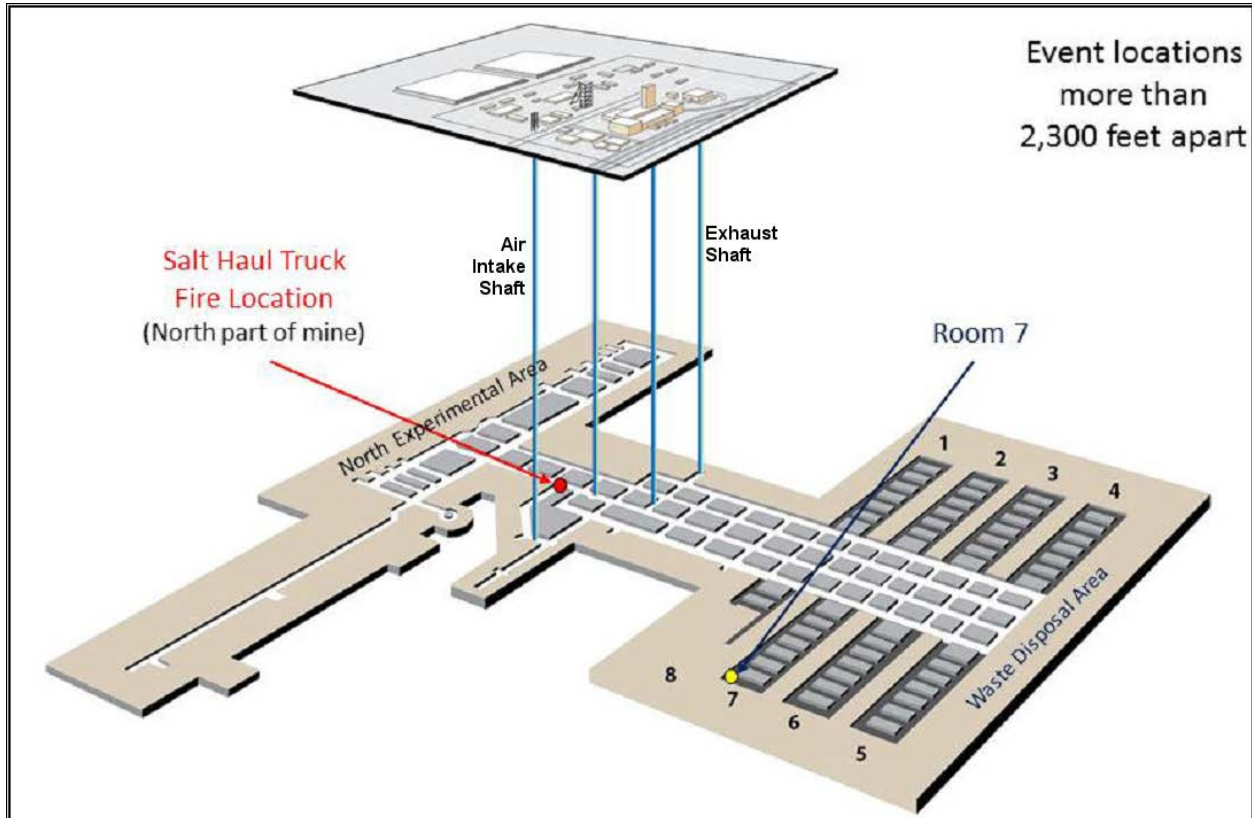 Event locations
more than
2,300 feet apart
Air
Intake
Shaft
Exhaust
Shaft
Salt Haul Truck
Fire Location
(North part of mine)
Room 7
North Experimental Area
1
2
3
4
Waste Disposal Area
8
7
6
5